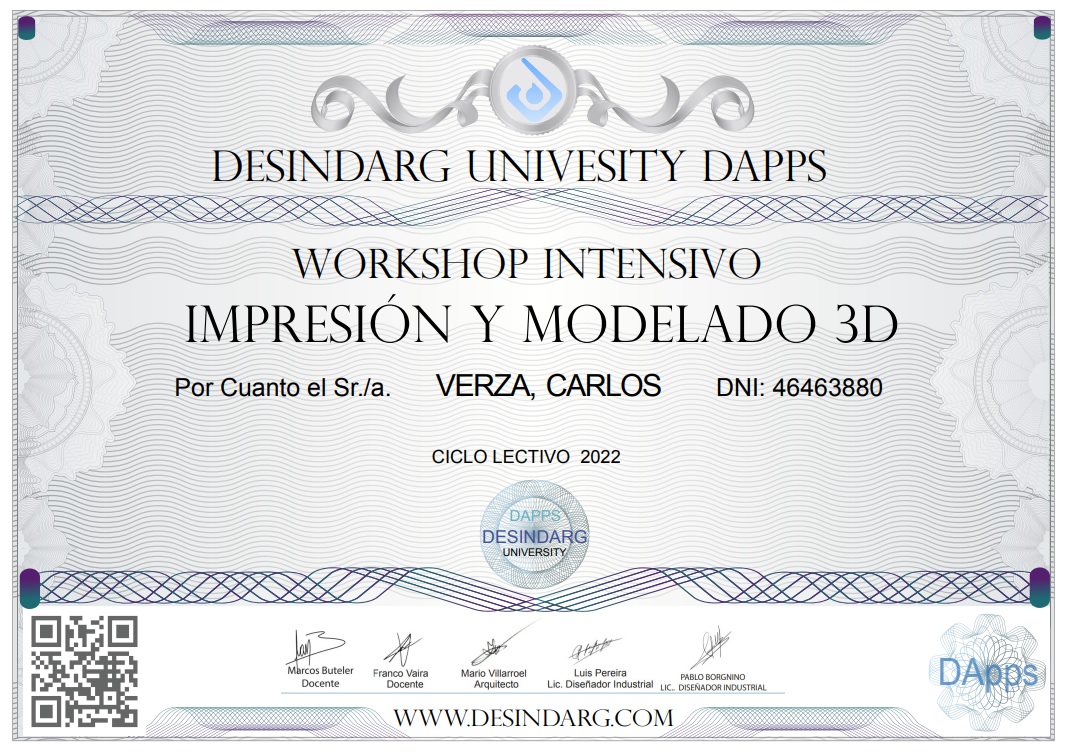 DESINDARG UNIVESITY DAPPS
WORKSHOP INTENSIVO
IMPRESIÓN Y MODELADO 3D
Por Cuanto el Sr./a. VERZA, CARLOS DNI: 46463880
CICLO LECTIVO 2022
DAPPS
DESINDARG
UNIVERSITY
Marcos Buteler
Docente
Franco Vaira
Docente
Mario Villarroel
Arquitecto
Luis Pereira
Lic. Diseñador Industrial
PABLO BORGNINO
LIC.. DISEÑADOR INDUSTRIAL
DApps
WWW.DESINDARG.COM